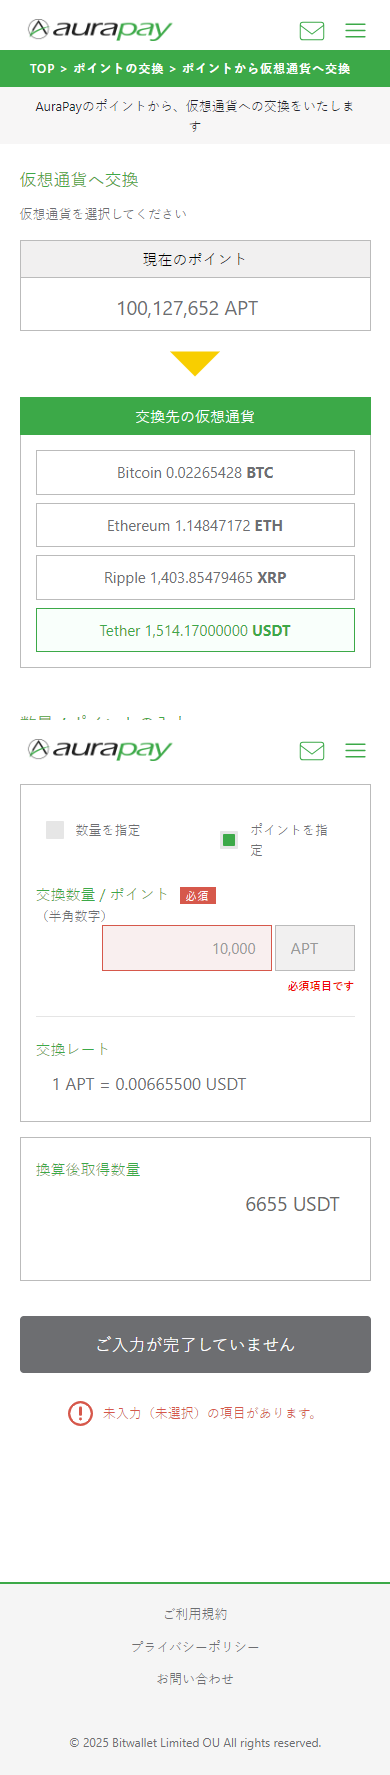 aurapay
TOP > ポイントの交換 > ポイントから仮想通貨へ交換
AuraPayのポイントから、仮想通貨への交換をいたしま
す
仮想通貨へ交換
仮想通貨を選択してください
現在のポイント
100,127,652 APT
交換先の仮想通貨
Bitcoin 0.02265428 BTC
Ethereum 1.14847172 ETH
Ripple 1,403.85479465 XRP
Tether 1,514.17000000 USDT
数量 / ポイントの入力
aurapay
数量を指定
ポイントを指
定
交換数量 / ポイント 必須
（半角数字）
10,000 APT
必須項目です
交換レート
1 APT = 0.00665500 USDT
換算後取得数量
6655 USDT
ご入力が完了していません
未入力（未選択）の項目があります。
ご利用規約
プライバシーポリシー
お問い合わせ
© 2025 Bitwallet Limited OU All rights reserved.